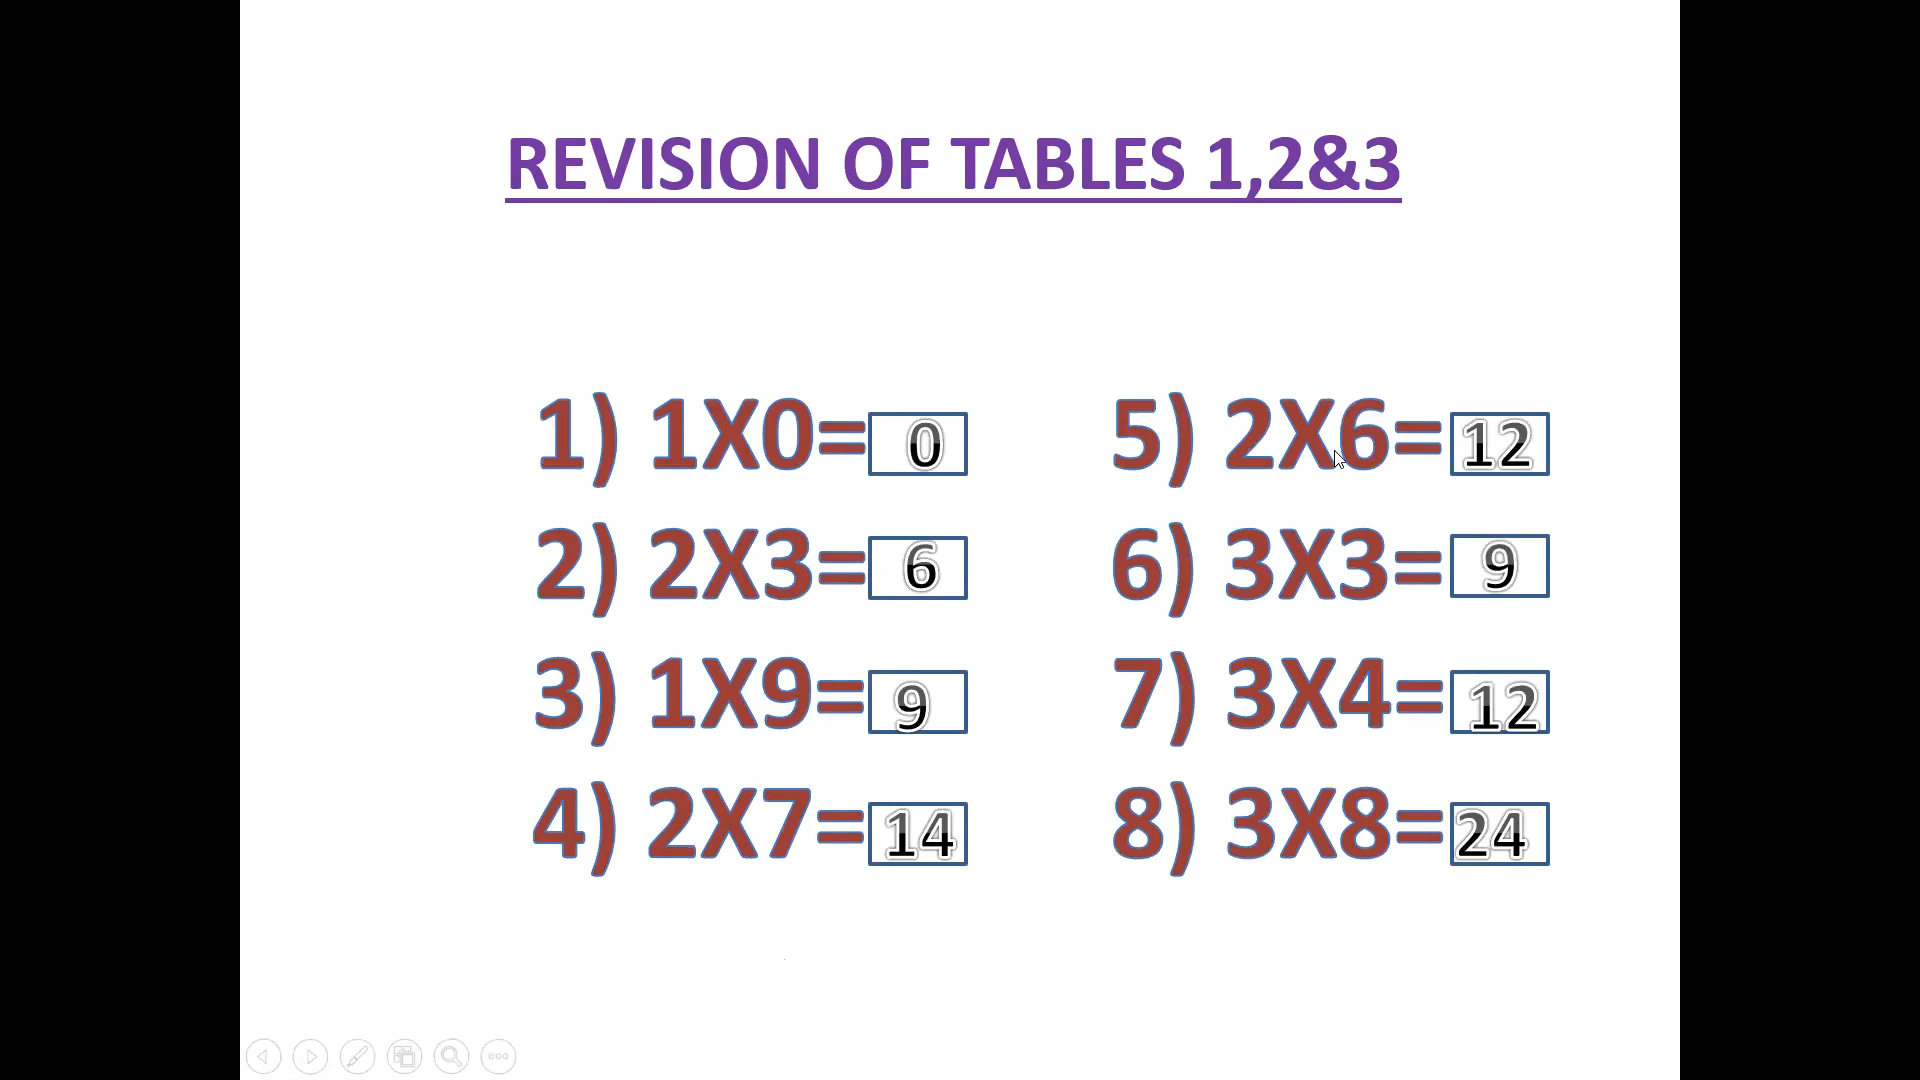 REVISION OF TABLES 1,2&3
1) 1X0= 0
2) 2X3= 6
3) 1X9= 9
4) 2X7= 14
5) 2X6= 12
6) 3X3= 9
7) 3X4= 12
8) 3X8= 24